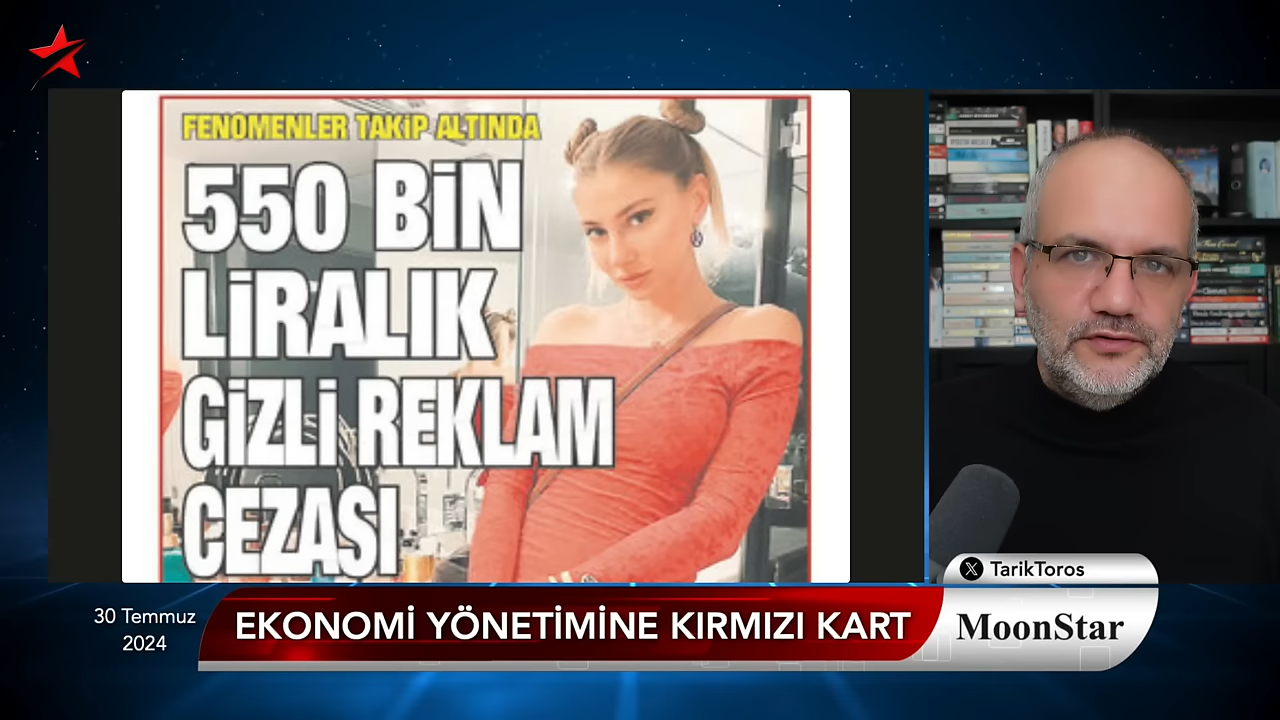 FENOMENLER TAKİP ALTINDA
550 BİN
LİRALIK
GİZLİ REKLAM
CEZASI
TarikToros
30 Temmuz
2024
EKONOMİ YÖNETİMİNE KIRMIZI KART
MoonStar